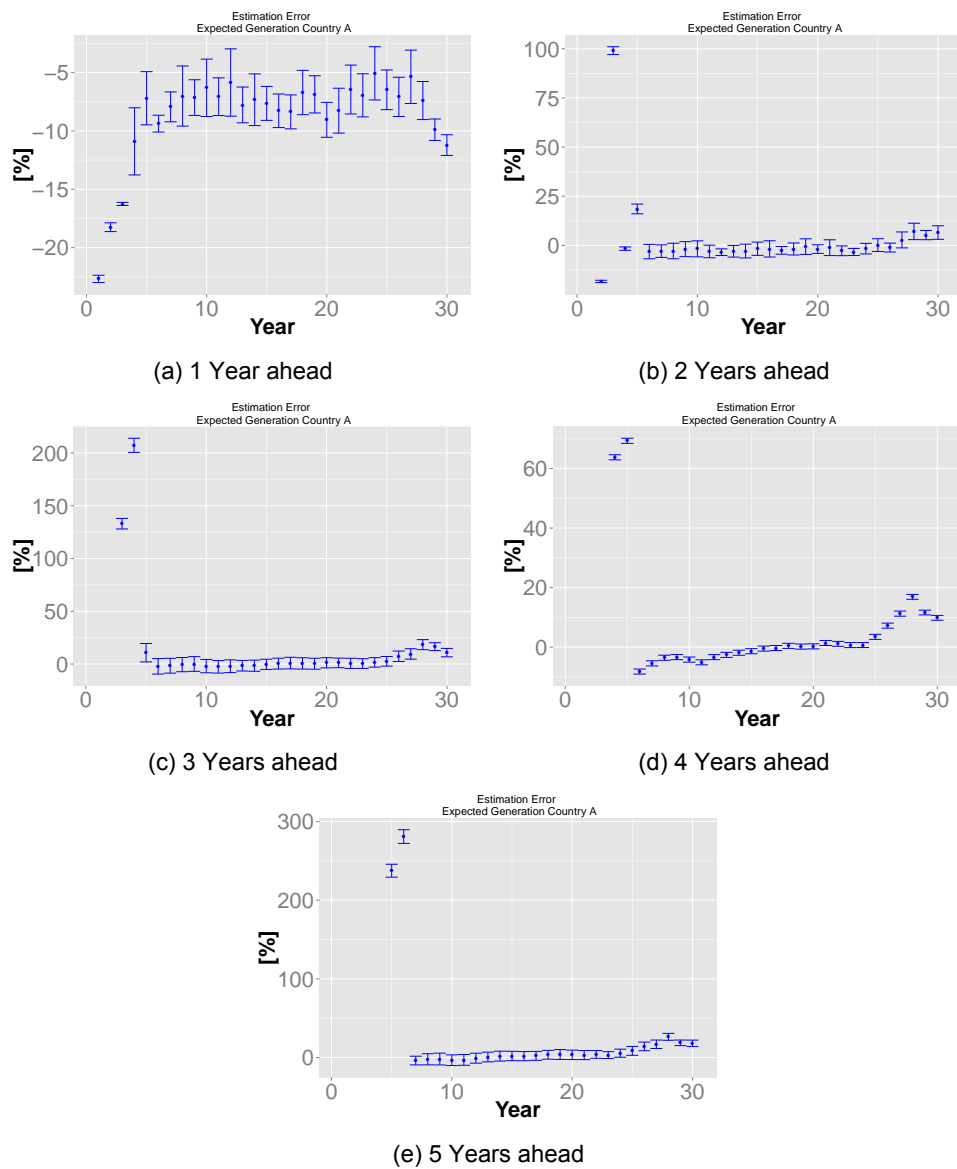 Estimation Error
Expected Generation Country A
−5
−10
−15
−20
[%]
0 10 20 30
Year
(a) 1 Year ahead
Estimation Error
Expected Generation Country A
100
75
50
25
0
[%]
0 10 20 30
Year
(b) 2 Years ahead
Estimation Error
Expected Generation Country A
200
150
100
50
0
[%]
0 10 20 30
Year
(c) 3 Years ahead
Estimation Error
Expected Generation Country A
60
40
20
0
[%]
0 10 20 30
Year
(d) 4 Years ahead
Estimation Error
Expected Generation Country A
300
200
100
0
[%]
0 10 20 30
Year
(e) 5 Years ahead